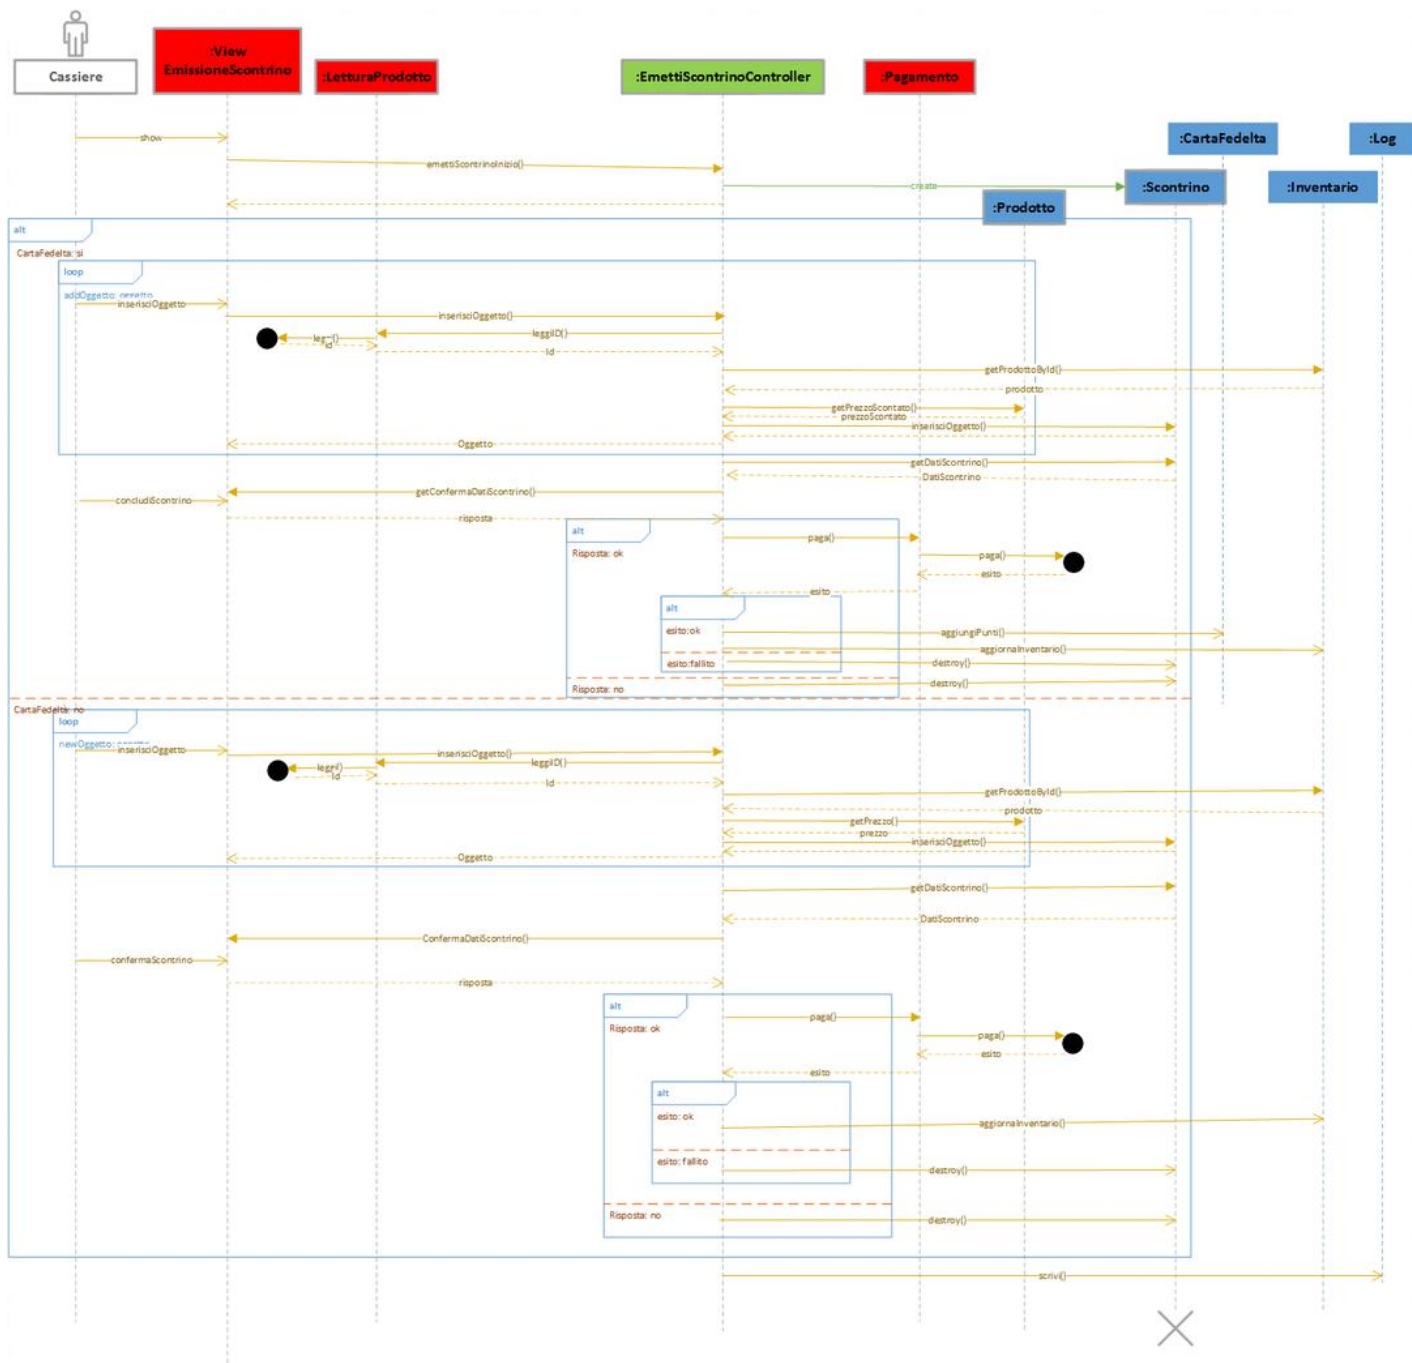 :View
EmissioneScontrino
Cassiere
:LetturaProdotto
:EmettiScontrinoController
:Pagamento
:CartaFedelta
:Log
show
emettiScontrinoInizio()
create
:Scontrino
:Inventario
:Prodotto
alt
CartaFedelta: si
loop
addOggetto: oggetto
inserisciOggetto
inserisciOggetto()
leggiID()
leggi()
Id
Id
getProdottoById()
prodotto
getPrezzoScontato()
prezzoScontato
inserisciOggetto()
Oggetto
getDatiScontrino()
DatiScontrino
getConfermaDatiScontrino()
concludiScontrino
risposta
alt
Risposta: ok
paga()
paga()
esito
esito
alt
esito:ok
aggiungiPunti()
aggiornaInventario()
esito:fallito
destroy()
Risposta: no
destroy()
CartaFedelta: no
loop
newOggetto:
inserisciOggetto
inserisciOggetto()
leggiID()
leggi()
Id
Id
getProdottoById()
prodotto
getPrezzo()
prezzo
inserisciOggetto()
Oggetto
getDatiScontrino()
DatiScontrino
ConfermaDatiScontrino()
confermaScontrino
risposta
alt
Risposta: ok
paga()
paga()
esito
esito
alt
esito: ok
aggiornaInventario()
esito: fallito
destroy()
Risposta: no
destroy()
scrivi()